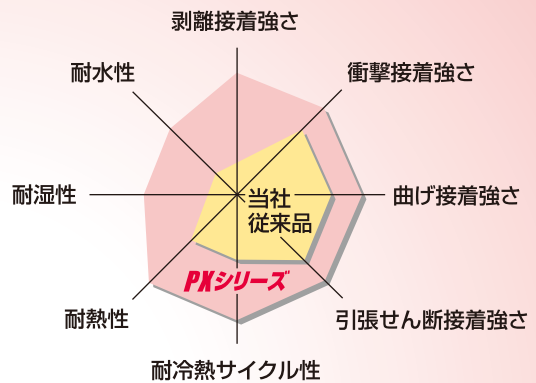 剥離接着強さ
耐水性
衝撃接着強さ
耐湿性
当社
従来品
曲げ接着強さ
PXシリーズ
耐熱性
引張せん断接着強さ
耐冷熱サイクル性